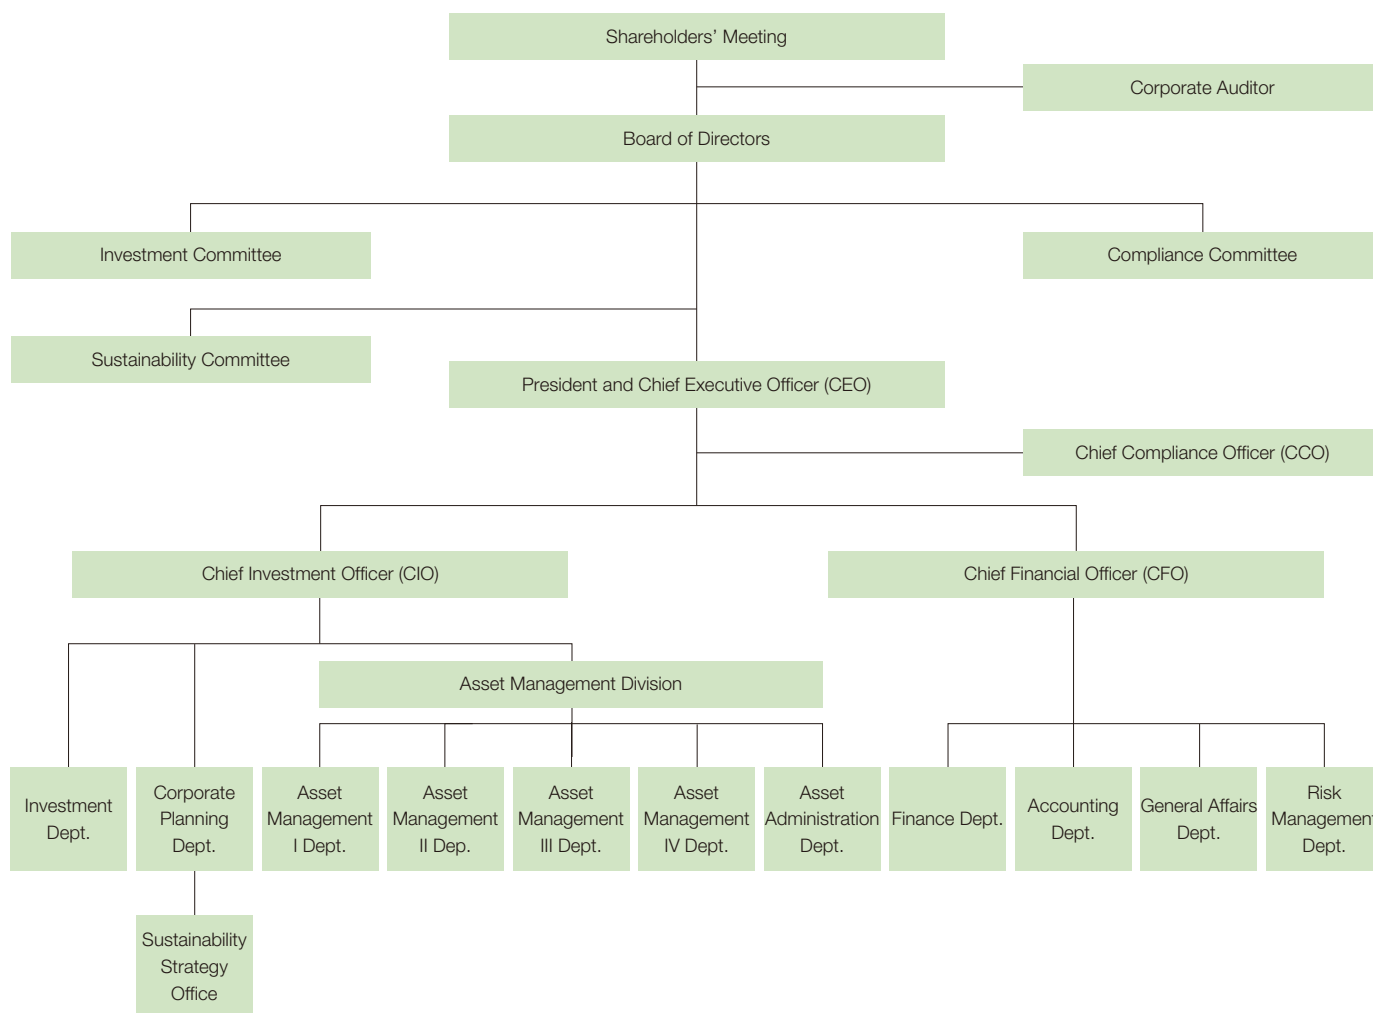 Shareholders’ Meeting
Corporate Auditor
Board of Directors
Investment Committee
Compliance Committee
Sustainability Committee
President and Chief Executive Officer (CEO)
Chief Compliance Officer (CCO)
Chief Investment Officer (CIO)
Chief Financial Officer (CFO)
Asset Management Division
Investment
Dept.
Corporate
Planning
Dept.
Asset
Management
I Dept.
Asset
Management
II Dep.
Asset
Management
III Dept.
Asset
Management
IV Dept.
Asset
Administration
Dept.
Finance Dept.
Accounting
Dept.
General Affairs
Dept.
Risk
Management
Dept.
Sustainability
Strategy
Office